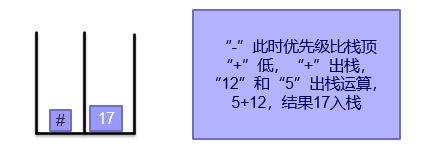 # 17
“-”此时优先级比栈顶
“+”低，“+”出栈，
“12”和“5”出栈运算，
5+12，结果17入栈